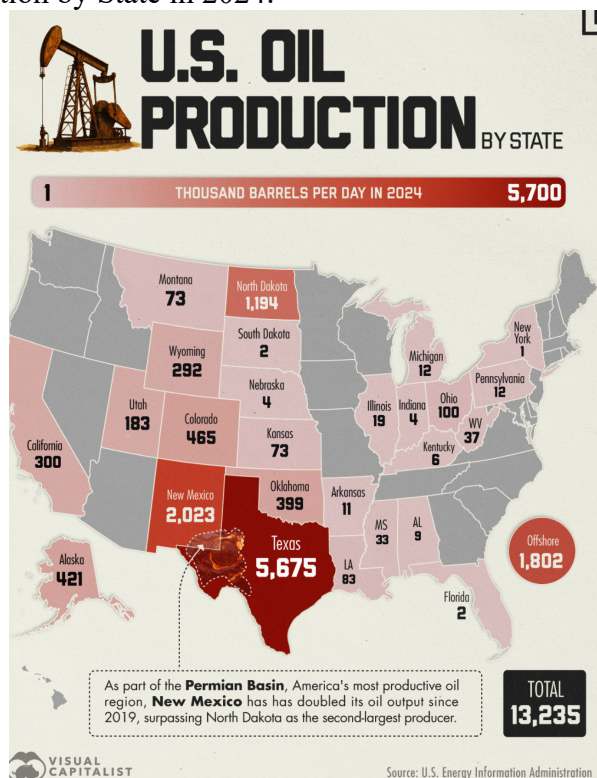 tion by State in 2024.
U.S. OIL
PRODUCTION BY STATE
1 THOUSAND BARRELS PER DAY IN 2024 5,700
Montana
73
North Dakota
1,194
South Dakota
2
Wyoming
292
Nebraska
4
Michigan
12
New
York
1
Pennsylvania
12
Utah
183
Colorado
465
Kansas
73
Illinois
19
Indiana
4
Ohio
100
WV
37
Kentucky
6
California
300
New Mexico
2,023
Oklahoma
399
Arkansas
11
MS
33
AL
9
Texas
5,675
LA
83
Offshore
1,802
Alaska
421
Florida
2
As part of the Permian Basin, America's most productive oil
region, New Mexico has has doubled its oil output since
2019, surpassing North Dakota as the second-largest producer.
TOTAL
13,235
VISUAL
CAPITALIST
Source: U.S. Energy Information Administration